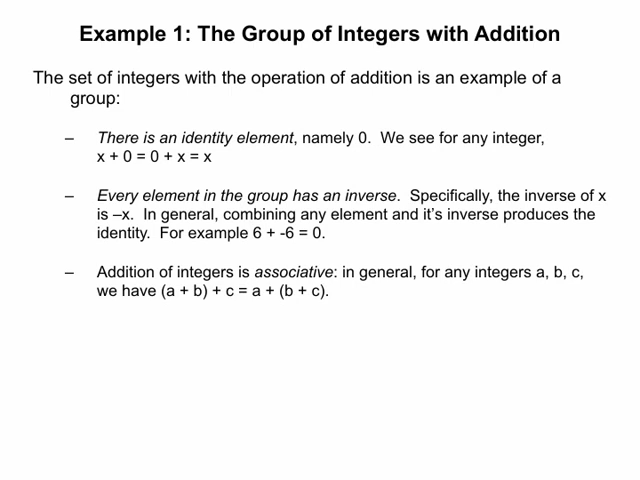 Example 1: The Group of Integers with Addition
The set of integers with the operation of addition is an example of a
group:
– There is an identity element, namely 0. We see for any integer,
x + 0 = 0 + x = x
– Every element in the group has an inverse. Specifically, the inverse of x
is –x. In general, combining any element and it's inverse produces the
identity. For example 6 + -6 = 0.
– Addition of integers is associative: in general, for any integers a, b, c,
we have (a + b) + c = a + (b + c).